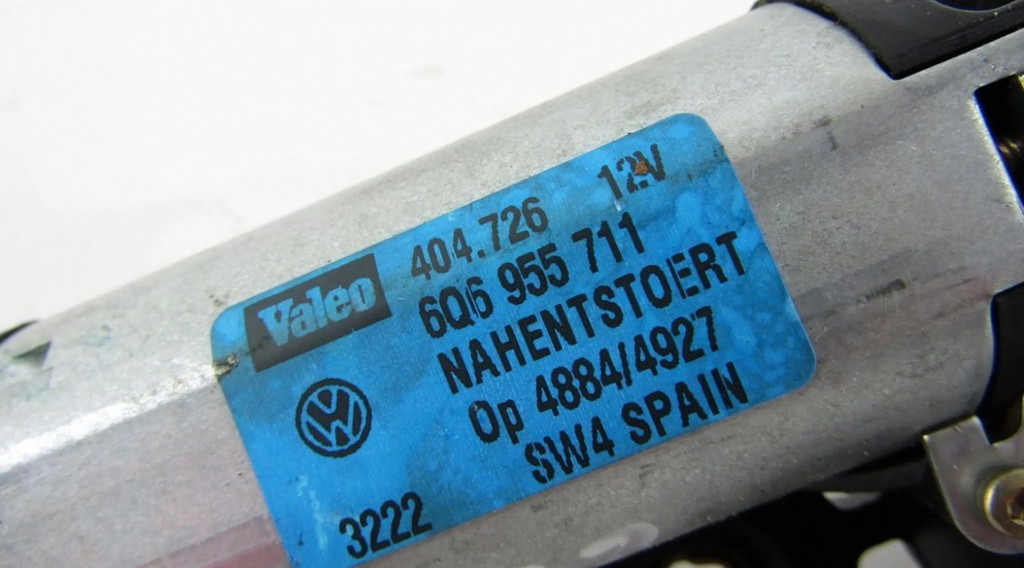 Valeo
404.726 12V
6Q6 955 711
NAHENTSTOERT
Op 4884/4927
SW4 SPAIN
3222